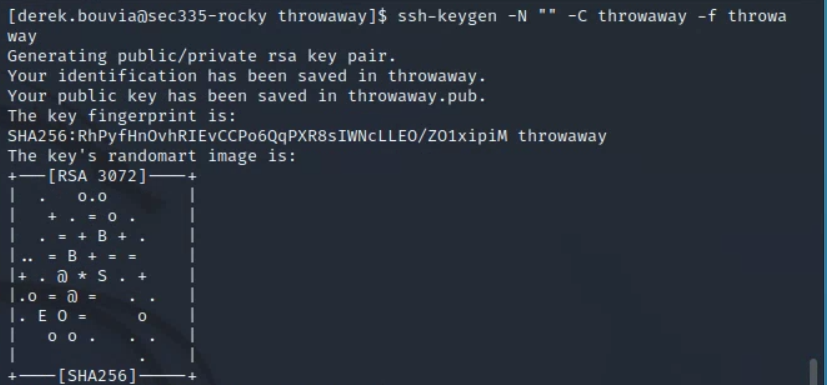 [derek.bouvia@sec335-rocky throwaway]$ ssh-keygen -N "" -C throwaway -f throwa
way
Generating public/private rsa key pair.
Your identification has been saved in throwaway.
Your public key has been saved in throwaway.pub.
The key fingerprint is:
SHA256:RhPyfHnOvhRIEvCCPo6QqPXR8sIWNcLLEO/ZO1xipiM throwaway
The key's randomart image is:
+---[RSA 3072]----+
|  .   o.o        |
|   + . = o .     |
|  . = + B + .    |
|.. = B + = =     |
|+ . @ * S . +    |
|.o = @ =   . .   |
|. E O =     o    |
|   o o .   . .   |
|            .    |
+----[SHA256]-----+